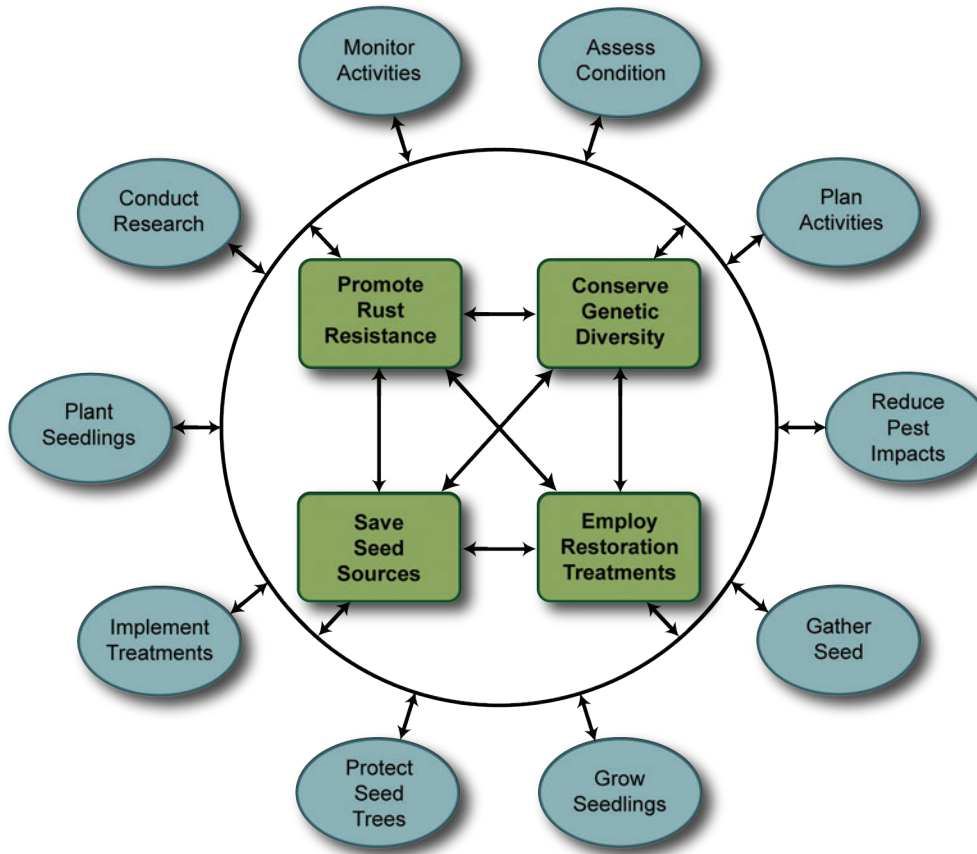 Monitor
Activities
Assess
Condition
Conduct
Research
Plan
Activities
Promote
Rust
Resistance
Conserve
Genetic
Diversity
Plant
Seedlings
Reduce
Pest
Impacts
Save
Seed
Sources
Employ
Restoration
Treatments
Implement
Treatments
Gather
Seed
Protect
Seed
Trees
Grow
Seedlings